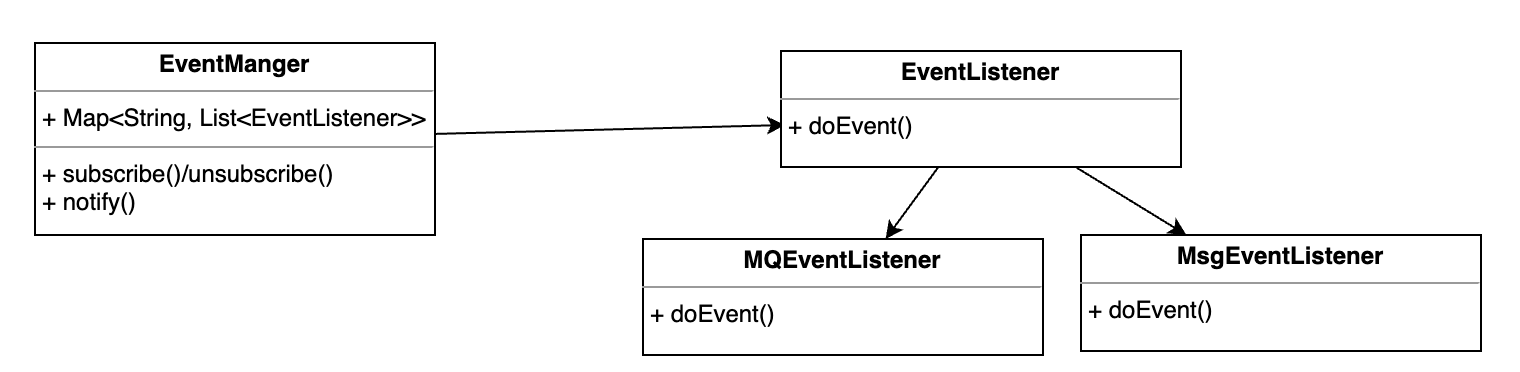 EventManger
+ Map<String, List<EventListener>>
+ subscribe()/unsubscribe()
+ notify()
EventListener
+ doEvent()
MQEventListener
+ doEvent()
MsgEventListener
+ doEvent()